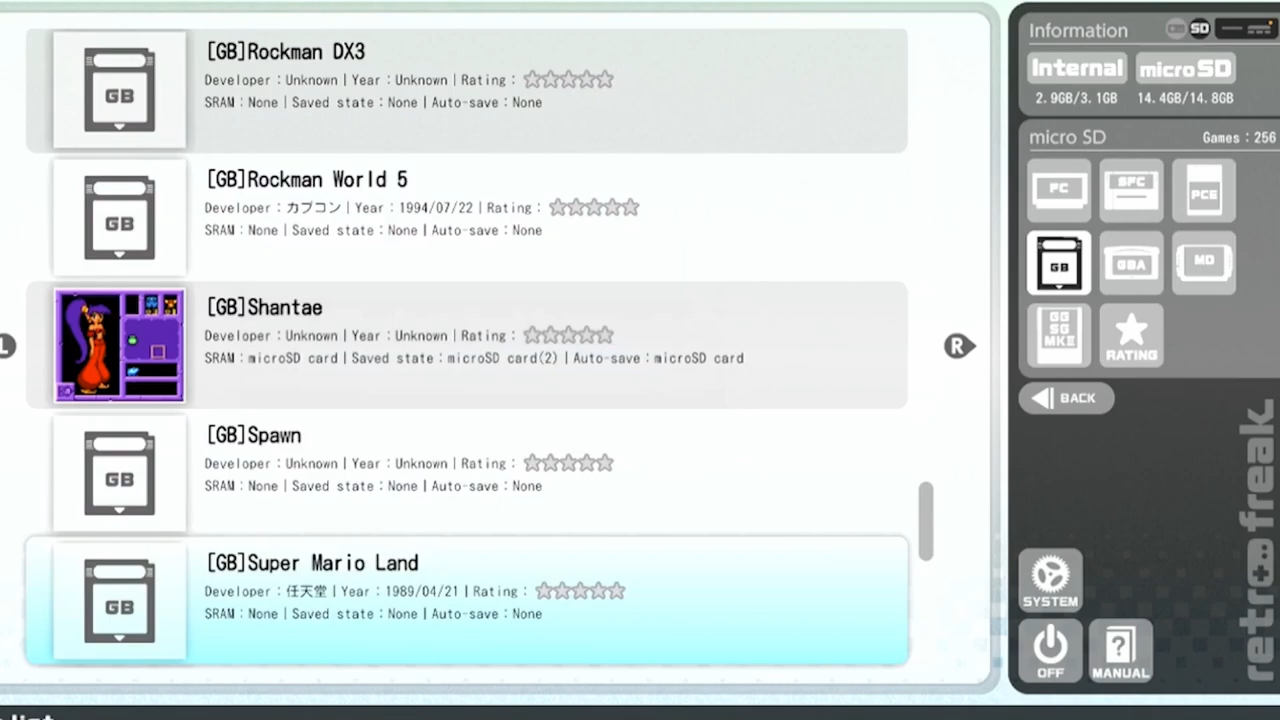 [GB]Rockman DX3
Developer：Unknown | Year：Unknown | Rating：
SRAM：None | Saved state：None | Auto-save：None
GB
[GB]Rockman World 5
Developer：カプコン | Year：1994/07/22 | Rating：
SRAM：None | Saved state：None | Auto-save：None
GB
[GB]Shantae
Developer：Unknown | Year：Unknown | Rating：
SRAM：microSD card | Saved state：microSD card(2) | Auto-save：microSD card
[GB]Spawn
Developer：Unknown | Year：Unknown | Rating：
SRAM：None | Saved state：None | Auto-save：None
GB
[GB]Super Mario Land
Developer：任天堂 | Year：1989/04/21 | Rating：
SRAM：None | Saved state：None | Auto-save：None
GB
L
R
Information
SD
Internal microSD
2.9GB/3.1GB 14.4GB/14.8GB
micro SD Games：256
FC SFC PCE
GB GBA MD
GG
SG
MKⅢ
RATING
BACK
SYSTEM
OFF
MANUAL
retro freak.